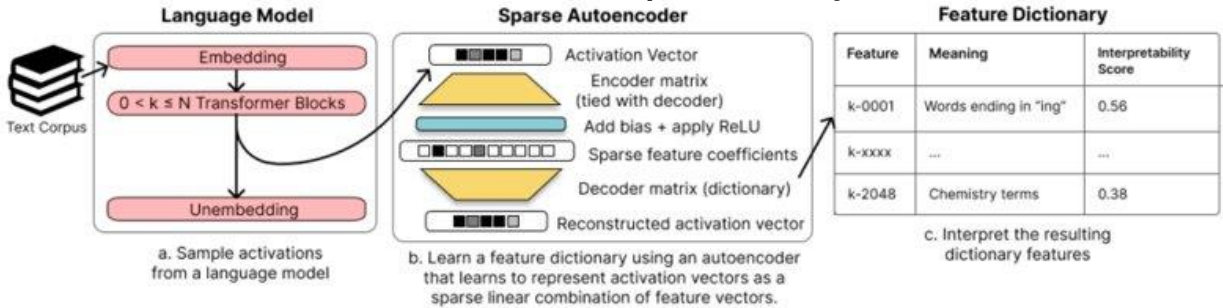 Language Model
Sparse Autoencoder
Feature Dictionary
Text Corpus
Embedding
0 < k ≤ N Transformer Blocks
Unembedding
a. Sample activations
from a language model
Activation Vector
Encoder matrix
(tied with decoder)
Add bias + apply ReLU
Sparse feature coefficients
Decoder matrix (dictionary)
Reconstructed activation vector
b. Learn a feature dictionary using an autoencoder
that learns to represent activation vectors as a
sparse linear combination of feature vectors.
Feature Meaning Interpretability
Score
k-0001 Words ending in "ing" 0.56
k-xxxx ... ...
k-2048 Chemistry terms 0.38
c. Interpret the resulting
dictionary features